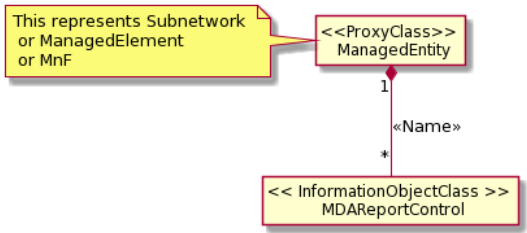 This represents Subnetwork
or ManagedElement
or MnF
<<ProxyClass>>
ManagedEntity
1
«Name»
*
<< InformationObjectClass >>
MDAReportControl